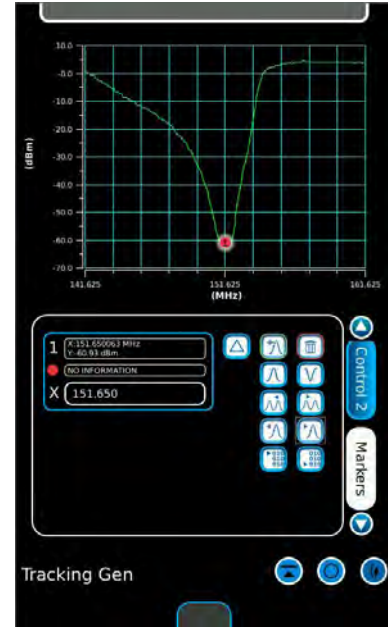 10.0
-0.0
-10.0
-20.0
-30.0
-40.0
-50.0
-60.0
-70.0
(dBm)
141.625
151.625
161.625
(MHz)
1
X:151.650063 MHz
Y:-60.93 dBm
NO INFORMATION
X
151.650
Control 2
Markers
Tracking Gen